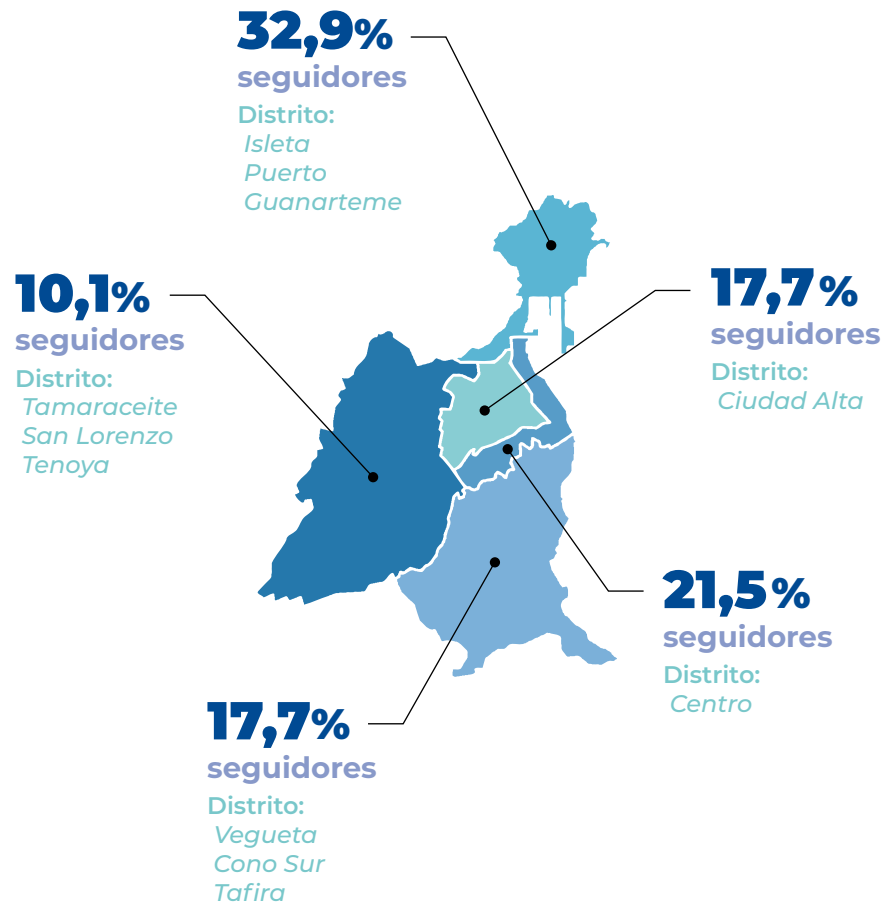 32,9%
seguidores
Distrito:
Isleta
Puerto
Guanarteme
10,1%
seguidores
Distrito:
Tamaraceite
San Lorenzo
Tenoya
17,7%
seguidores
Distrito:
Ciudad Alta
21,5%
seguidores
Distrito:
Centro
17,7%
seguidores
Distrito:
Vegueta
Cono Sur
Tafira